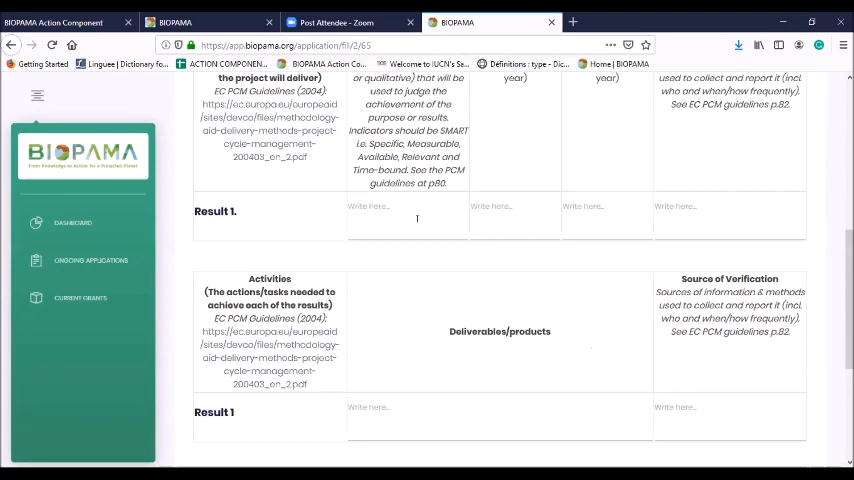 BIOPAMA Action Component
BIOPAMA
Post Attendee - Zoom
BIOPAMA
https://app.biopama.org/application/fill/2/65
Getting Started
Linguee | Dictionary fo...
ACTION COMPONEN...
BIOPAMA Action Co...
Welcome to IUCN's Sa...
Définitions : type - Dic...
Home | BIOPAMA
BIOPAMA
From Knowledge to Action for a Protected Planet
DASHBOARD
ONGOING APPLICATIONS
CURRENT GRANTS
the project will deliver)
EC PCM Guidelines (2004):
https://ec.europa.eu/europeaid
/sites/devco/files/methodology-
aid-delivery-methods-project-
cycle-management-
200403_en_2.pdf
or qualitative) that will be
used to judge the
achievement of the
purpose or results.
Indicators should be SMART
i.e. Specific, Measurable,
Available, Relevant and
Time-bound. See the PCM
guidelines at p80.
year)
year)
used to collect and report it (incl.
who and when/how frequently).
See EC PCM guidelines p.82.
Result 1.
Write here...
Write here...
Write here...
Write here...
Activities
(The actions/tasks needed to
achieve each of the results)
EC PCM Guidelines (2004):
https://ec.europa.eu/europeaid
/sites/devco/files/methodology-
aid-delivery-methods-project-
cycle-management-
200403_en_2.pdf
Deliverables/products
Source of Verification
Sources of information & methods
used to collect and report it (incl.
who and when/how frequently).
See EC PCM guidelines p.82.
Result 1
Write here...
Write here...